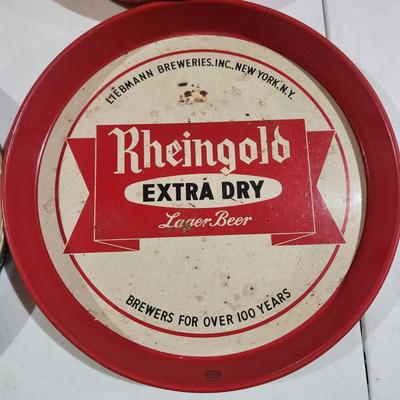 LIEBMANN BREWERIES, INC., NEW YORK, N.Y.
Rheingold
EXTRA DRY
Lager Beer
BREWERS FOR OVER 100 YEARS